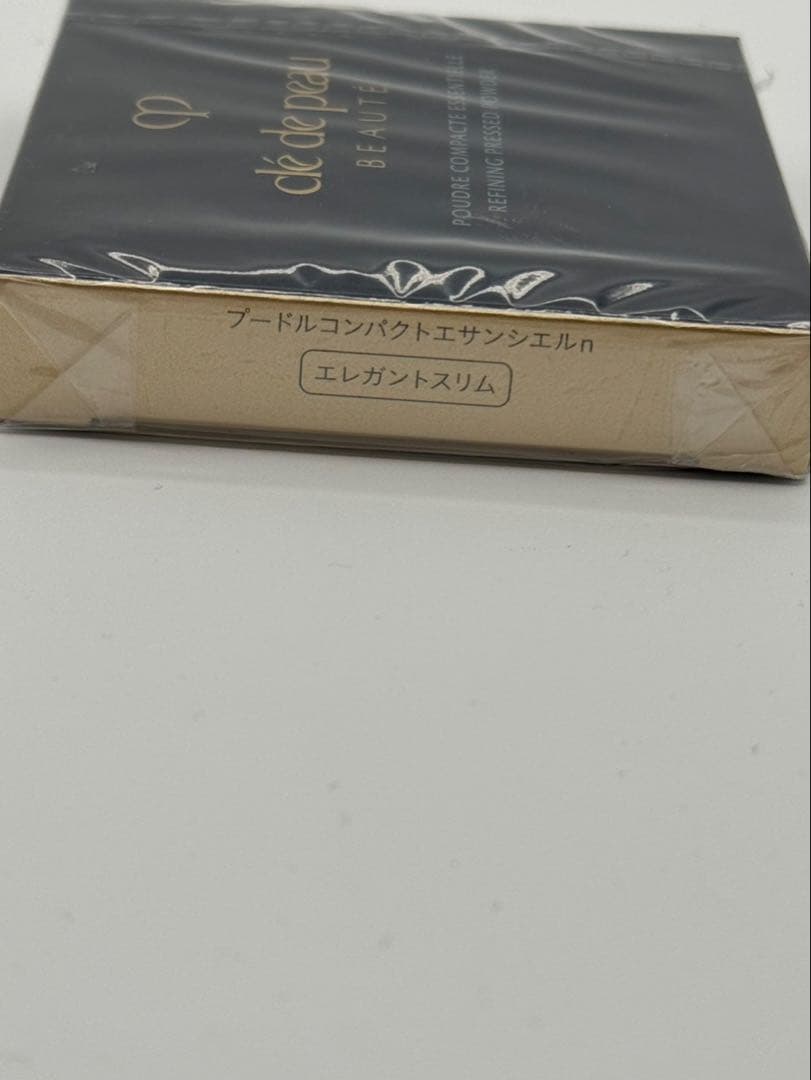 clé de peau
BEAUTÉ
POUDRE COMPACTE ESSENTIELLE
REFINING PRESSED POWDER
プードルコンパクトエサンシエルn
エレガントスリム